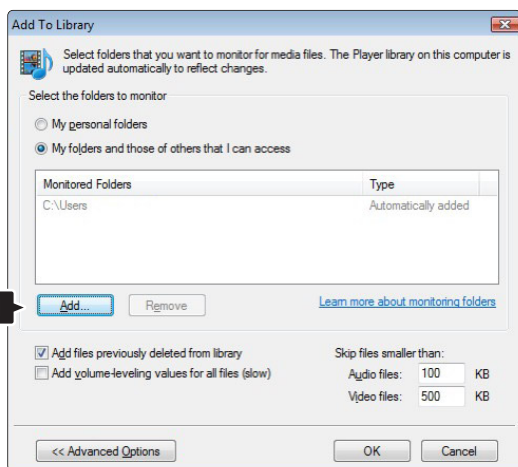 Add To Library
Select folders that you want to monitor for media files. The Player library on this computer is
updated automatically to reflect changes.
Select the folders to monitor
My personal folders
My folders and those of others that I can access
Monitored Folders Type
C:\Users Automatically added
Add... Remove Learn more about monitoring folders
Add files previously deleted from library Skip files smaller than:
Add volume-leveling values for all files (slow) Audio files: 100 KB
Video files: 500 KB
<< Advanced Options OK Cancel